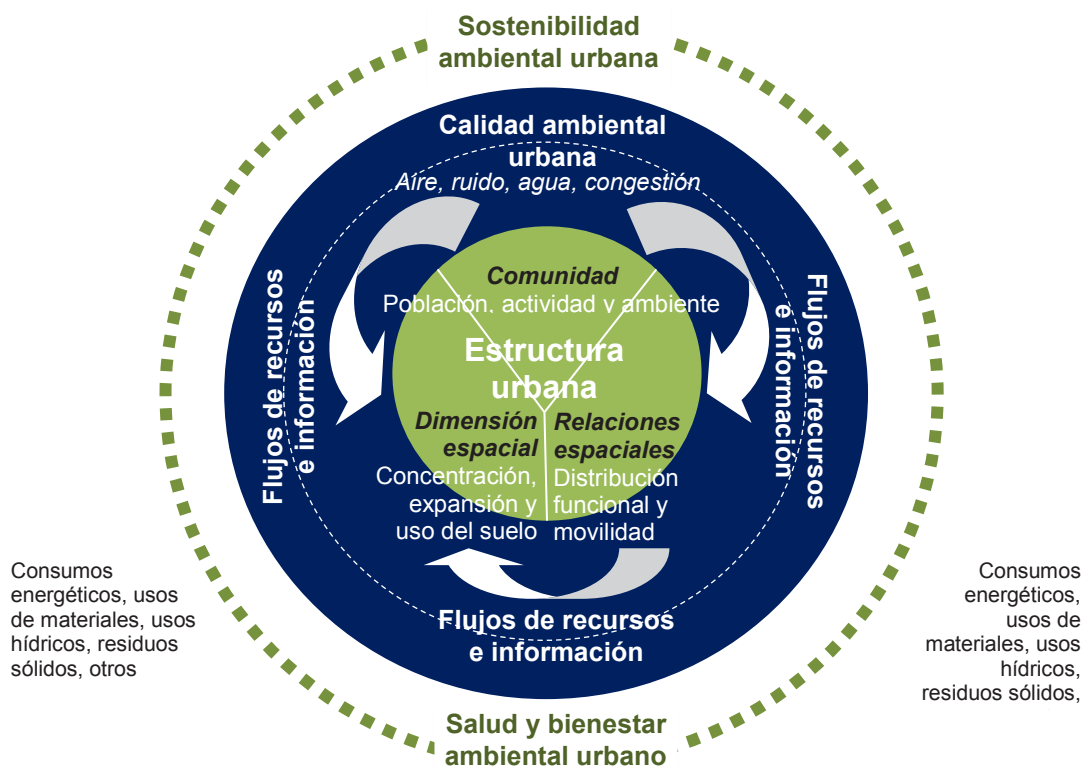 Sostenibilidad
ambiental urbana
Calidad ambiental
urbana
Aíre, ruido, agua, congestión
Flujos de recursos
e información
Comunidad
Población, actividad y ambiente
Estructura
urbana
Dimensión
espacial
Concentración,
expansión y
uso del suelo
Relaciones
espaciales
Distribución
funcional y
movilidad
Flujos de recursos
e información
Flujos de recursos
e información
Consumos
energéticos, usos
de materiales, usos
hídricos, residuos
sólidos, otros
Consumos
energéticos,
usos de
materiales, usos
hídricos,
residuos sólidos,
Salud y bienestar
ambiental urbano